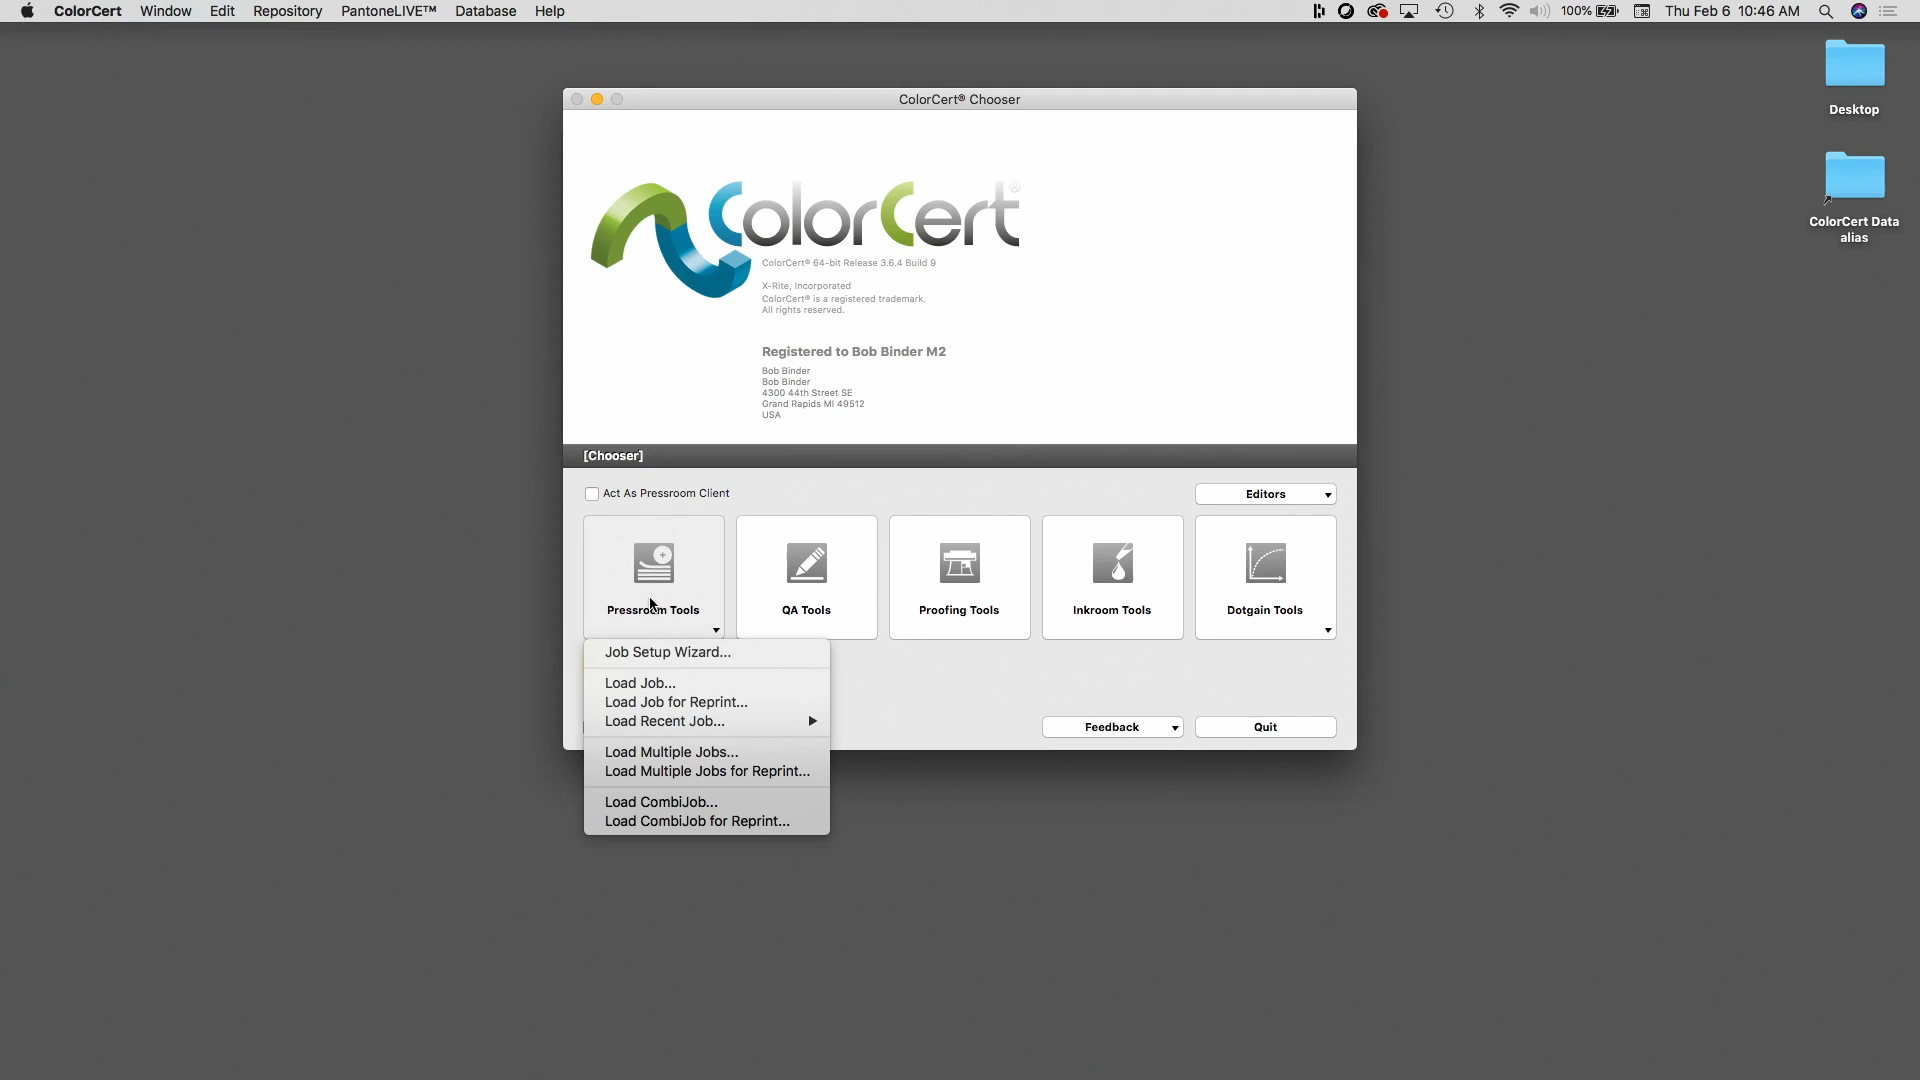 ColorCert Window Edit Repository PantoneLIVE™ Database Help 100% Thu Feb 6 10:46 AM
Desktop
ColorCert Data
alias
ColorCert® Chooser
ColorCert®
ColorCert® 64-bit Release 3.6.4 Build 9
X-Rite, Incorporated
ColorCert® is a registered trademark.
All rights reserved.
Registered to Bob Binder M2
Bob Binder
Bob Binder
4300 44th Street SE
Grand Rapids MI 49512
USA
[Chooser]
Act As Pressroom Client
Editors
Pressroom Tools
QA Tools
Proofing Tools
Inkroom Tools
Dotgain Tools
Job Setup Wizard...
Load Job...
Load Job for Reprint...
Load Recent Job...
Load Multiple Jobs...
Load Multiple Jobs for Reprint...
Load CombiJob...
Load CombiJob for Reprint...
Feedback
Quit